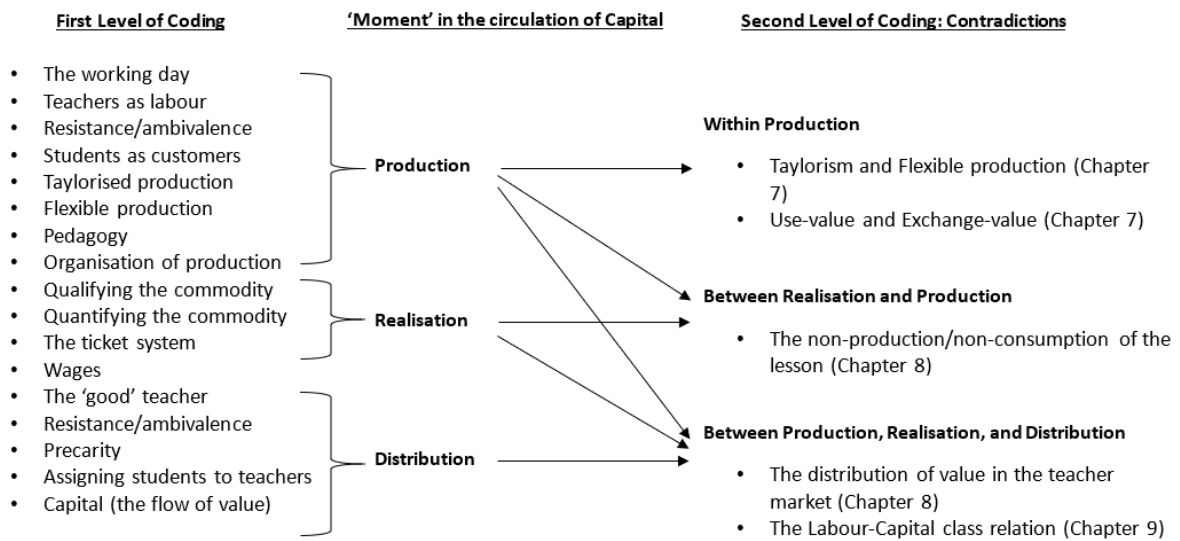 First Level of Coding
• The working day
• Teachers as labour
• Resistance/ambivalence
• Students as customers
• Taylorised production
• Flexible production
• Pedagogy
• Organisation of production
• Qualifying the commodity
• Quantifying the commodity
• The ticket system
• Wages
• The ‘good’ teacher
• Resistance/ambivalence
• Precarity
• Assigning students to teachers
• Capital (the flow of value)
‘Moment’ in the circulation of Capital
Production
Realisation
Distribution
Second Level of Coding: Contradictions
Within Production
• Taylorism and Flexible production (Chapter
7)
• Use-value and Exchange-value (Chapter 7)
Between Realisation and Production
• The non-production/non-consumption of the
lesson (Chapter 8)
Between Production, Realisation, and Distribution
• The distribution of value in the teacher
market (Chapter 8)
• The Labour-Capital class relation (Chapter 9)